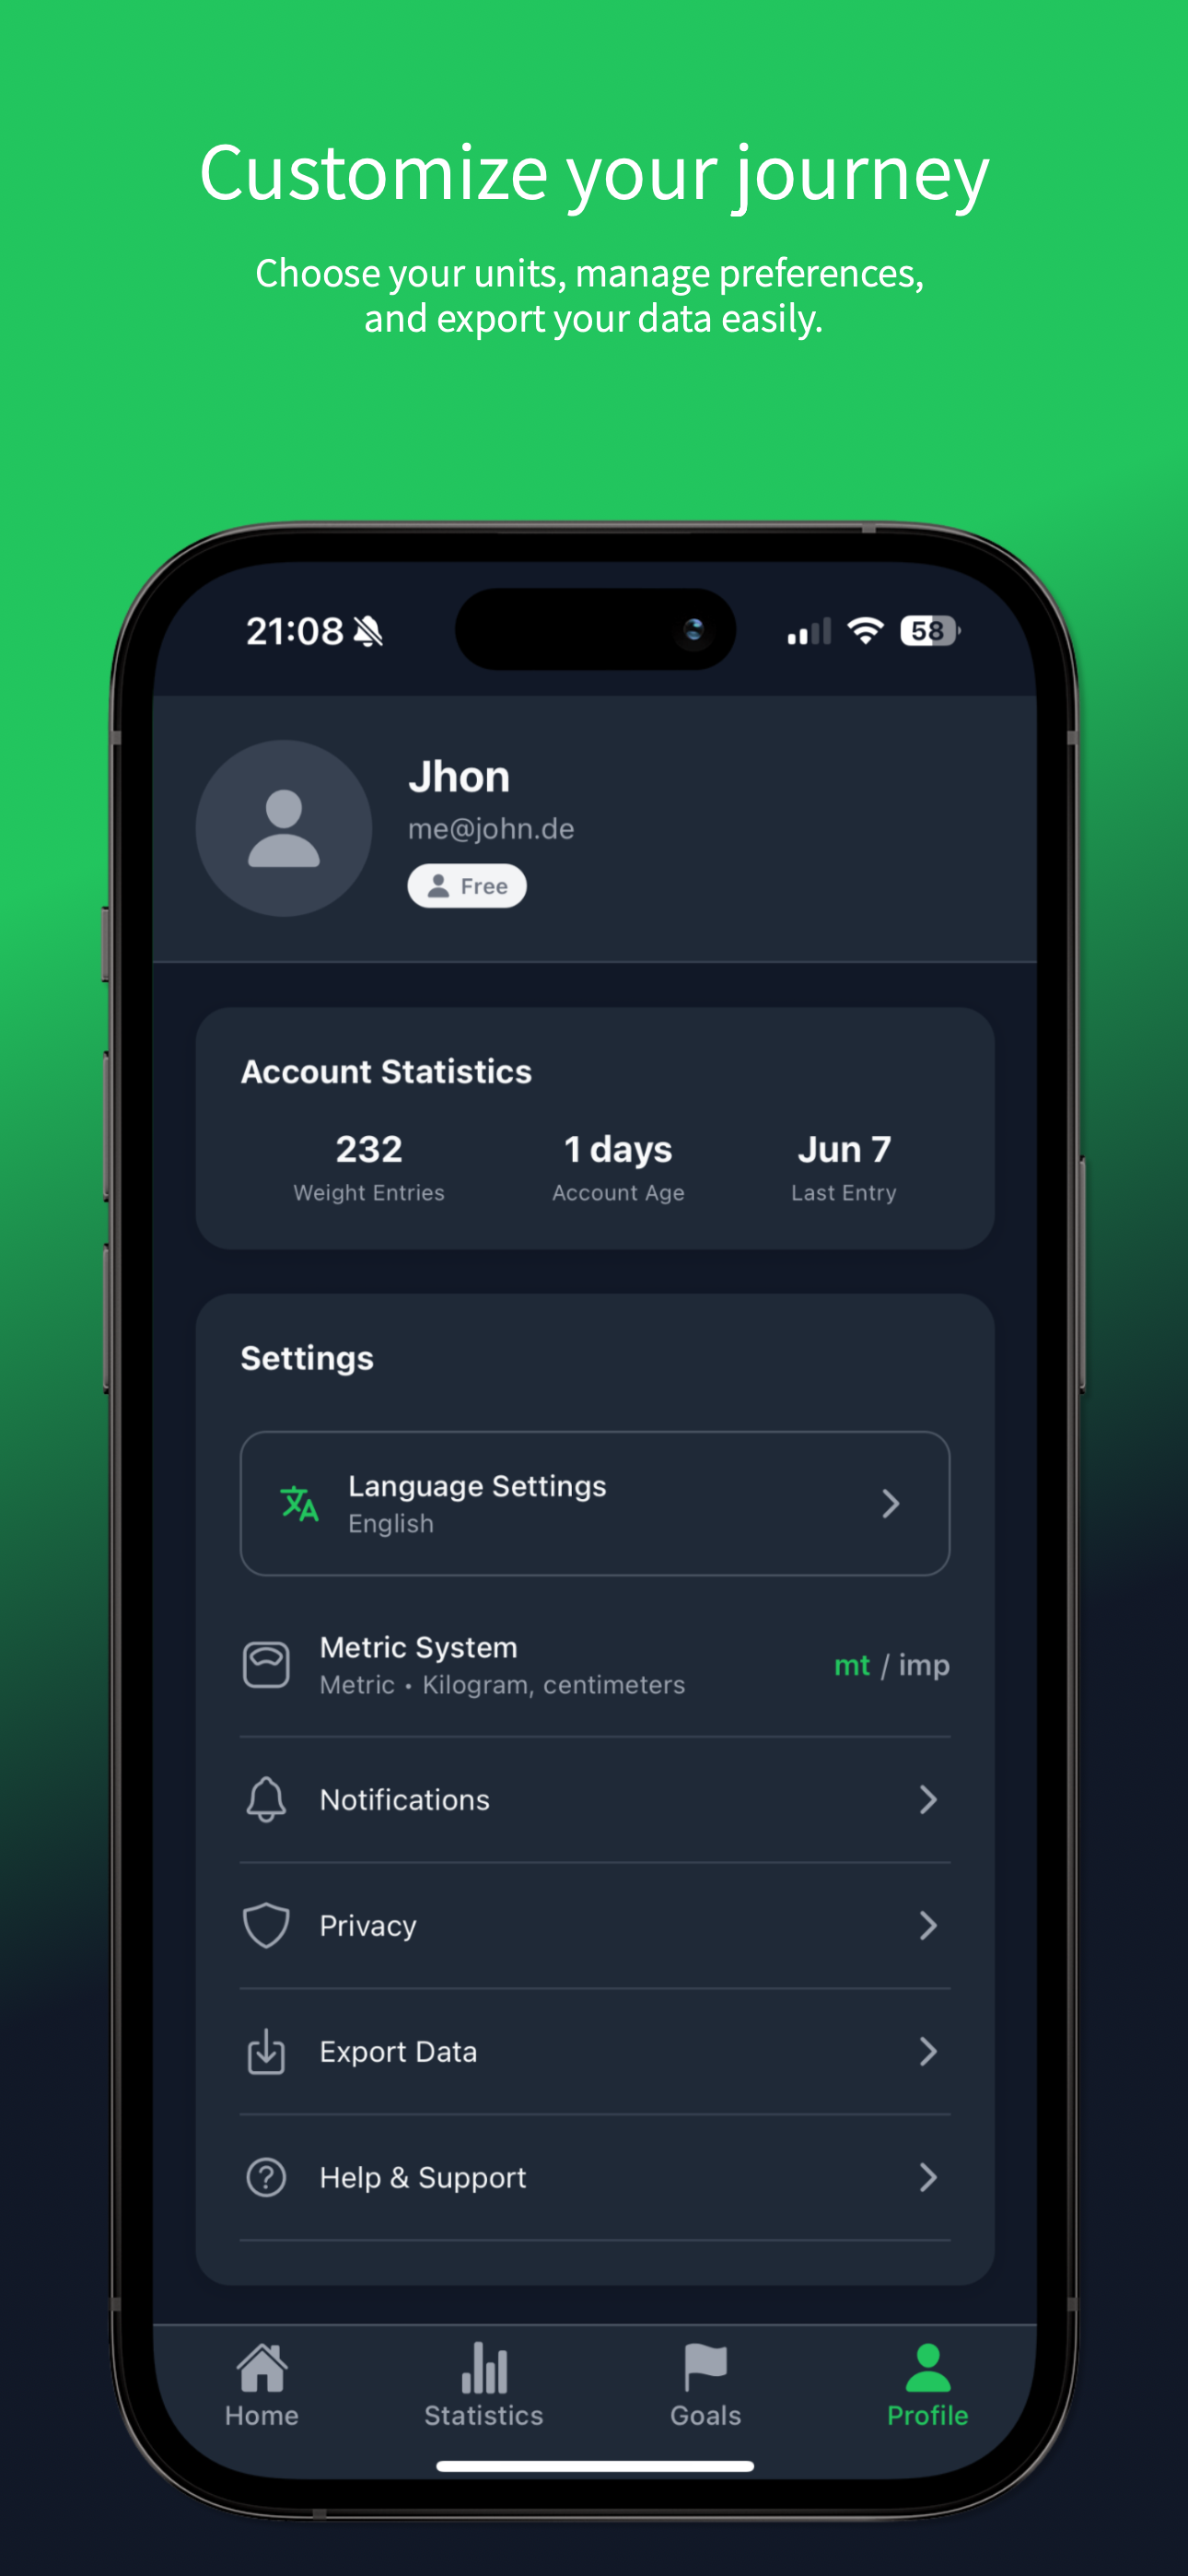 Customize your journey
Choose your units, manage preferences,
and export your data easily.
21:08
58
Jhon
me@john.de
Free
Account Statistics
232
1 days
Jun 7
Weight Entries
Account Age
Last Entry
Settings
Language Settings
English
Metric System
mt / imp
Metric • Kilogram, centimeters
Notifications
Privacy
Export Data
Help & Support
Home
Statistics
Goals
Profile